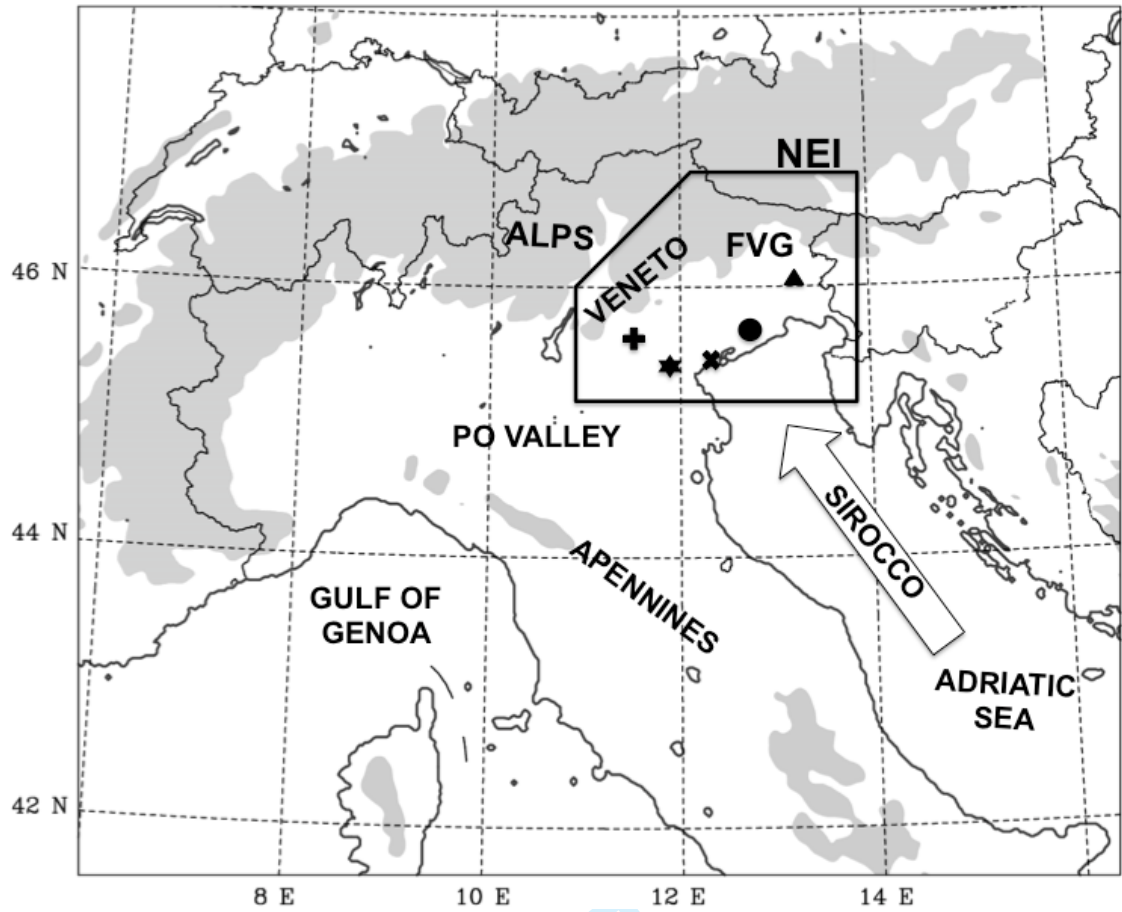 NEI
ALPS
FVG
VENETO
46 N
PO VALLEY
SIROCCO
44 N
APENNINES
GULF OF
GENOA
ADRIATIC
SEA
42 N
8 E
10 E
12 E
14 E